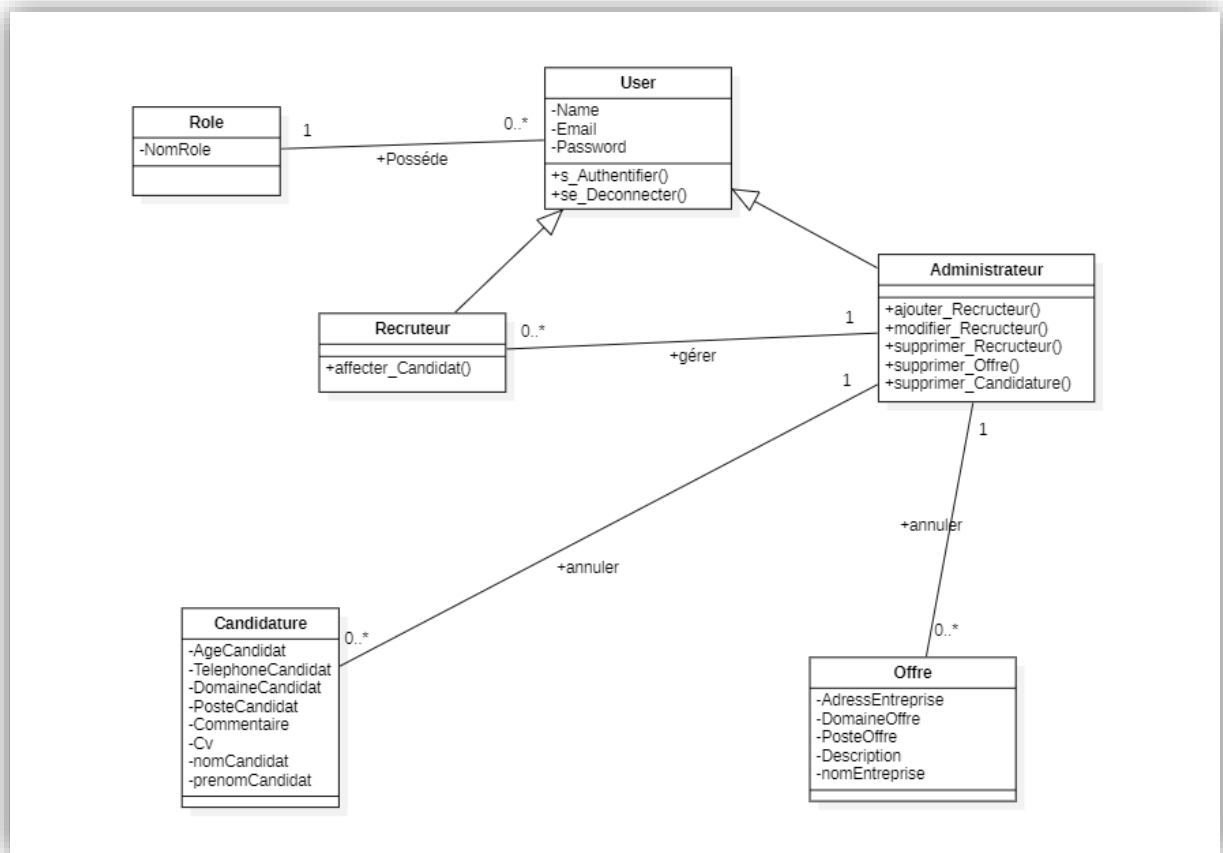 User
-Name
-Email
-Password
+s_Authentifier()
+se_Deconnecter()
Role
-NomRole
1
0..*
+Posséde
Administrateur
+ajouter_Recructeur()
+modifier_Recructeur()
+supprimer_Recructeur()
+supprimer_Offre()
+supprimer_Candidature()
Recruteur
+affecter_Candidat()
0..*
1
+gérer
1
1
+annuler
+annuler
Candidature
-AgeCandidat
-TelephoneCandidat
-DomaineCandidat
-PosteCandidat
-Commentaire
-Cv
-nomCandidat
-prenomCandidat
0..*
0..*
Offre
-AdressEntreprise
-DomaineOffre
-PosteOffre
-Description
-nomEntreprise